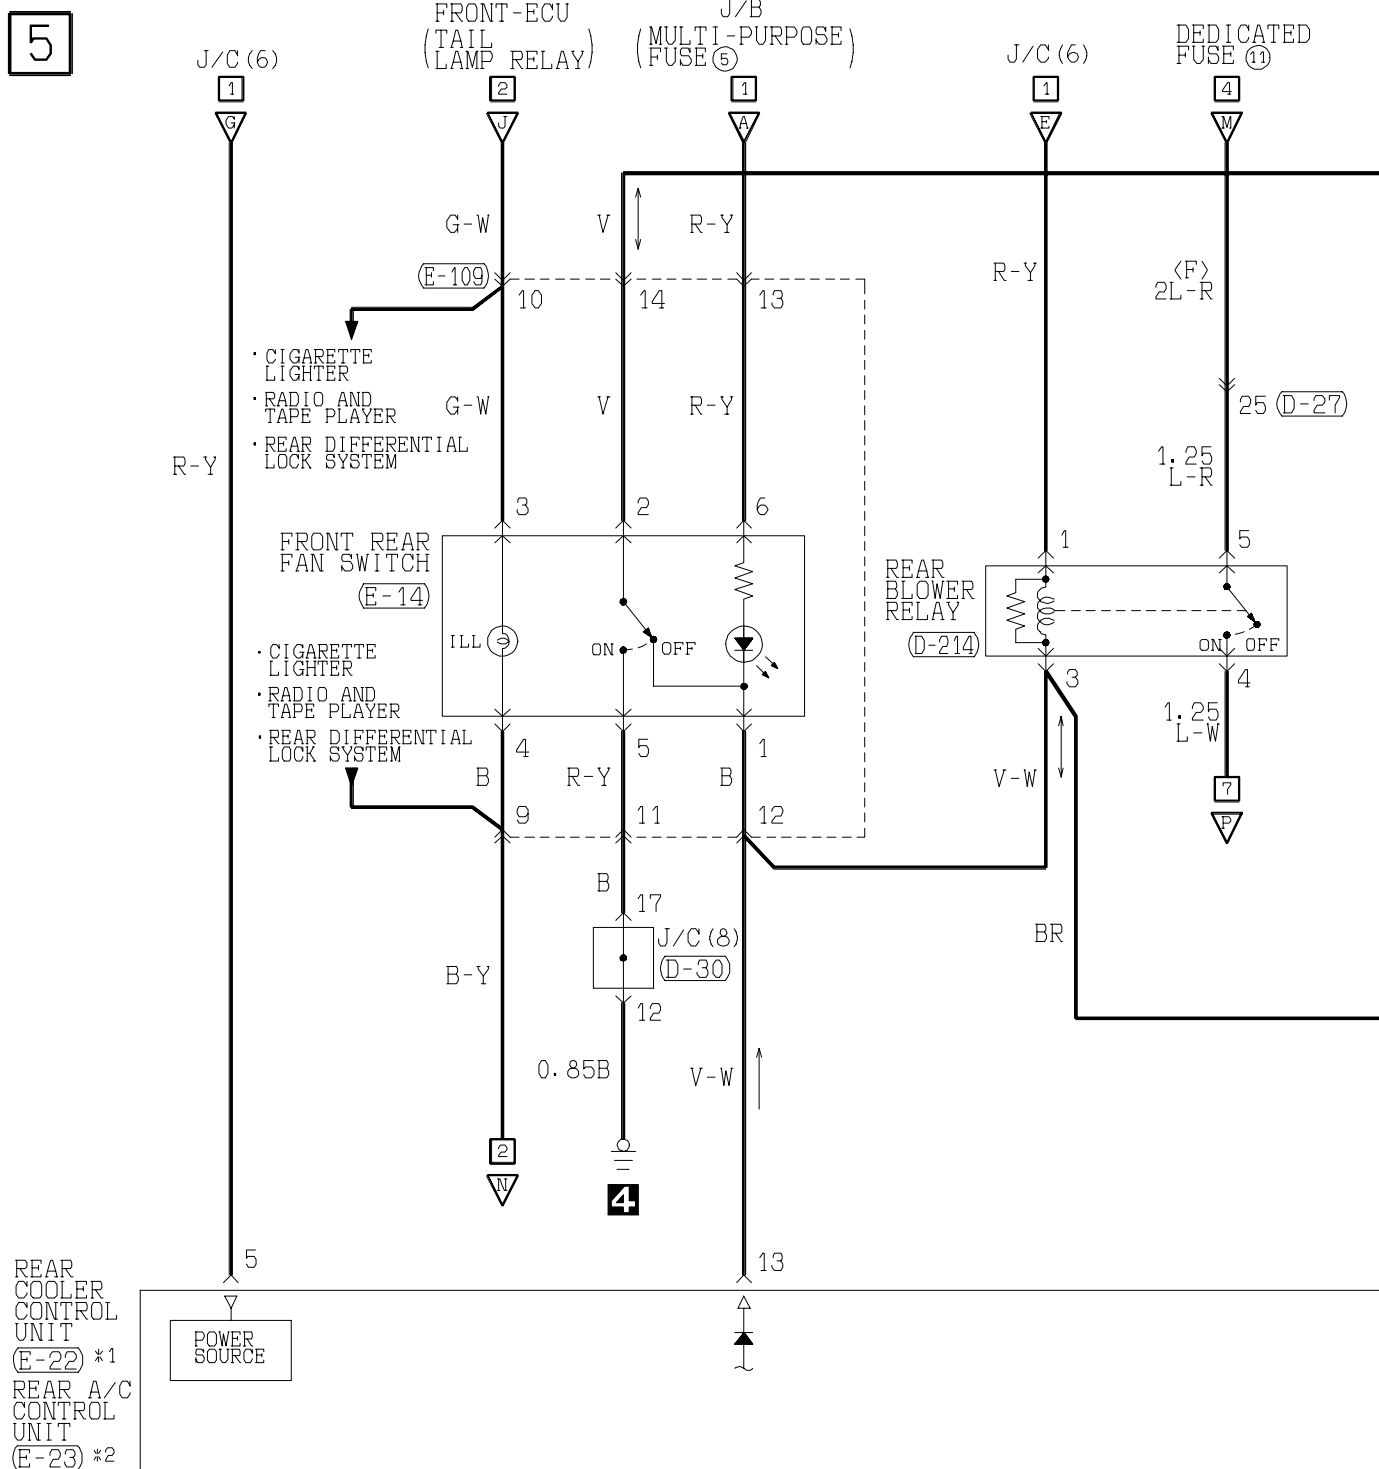 5
J/C(6)
FRONT-ECU
(TAIL
LAMP RELAY)
J/B
(MULTI-PURPOSE
FUSE⑤)
J/C(6)
DEDICATED
FUSE ⑪
1
2
1
1
4
G
J
A
E
M
G-W
V
R-Y
R-Y
<F>
2L-R
(E-109)
10
14
13
· CIGARETTE
LIGHTER
· RADIO AND
TAPE PLAYER
· REAR DIFFERENTIAL
LOCK SYSTEM
G-W
V
R-Y
25 (D-27)
R-Y
1.25
L-R
3
2
6
1
5
FRONT REAR
FAN SWITCH
(E-14)
ILL
ON
OFF
REAR
BLOWER
RELAY
(D-214)
ON
OFF
· CIGARETTE
LIGHTER
· RADIO AND
TAPE PLAYER
· REAR DIFFERENTIAL
LOCK SYSTEM
3
4
4
5
1
1.25
L-W
B
R-Y
B
V-W
7
P
9
11
12
B
17
J/C(8)
(D-30)
BR
B-Y
12
0.85B
V-W
2
N
4
5
13
REAR
COOLER
CONTROL
UNIT
(E-22) *1
REAR A/C
CONTROL
UNIT
(E-23) *2
POWER
SOURCE